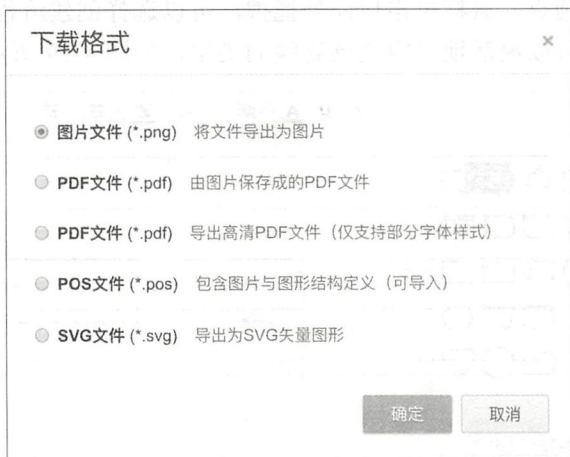 下载格式 ×
图片文件 (*.png) 将文件导出为图片
PDF文件 (*.pdf) 由图片保存成的PDF文件
PDF文件 (*.pdf) 导出高清PDF文件（仅支持部分字体样式）
POS文件 (*.pos) 包含图片与图形结构定义（可导入）
SVG文件 (*.svg) 导出为SVG矢量图形
确定 取消